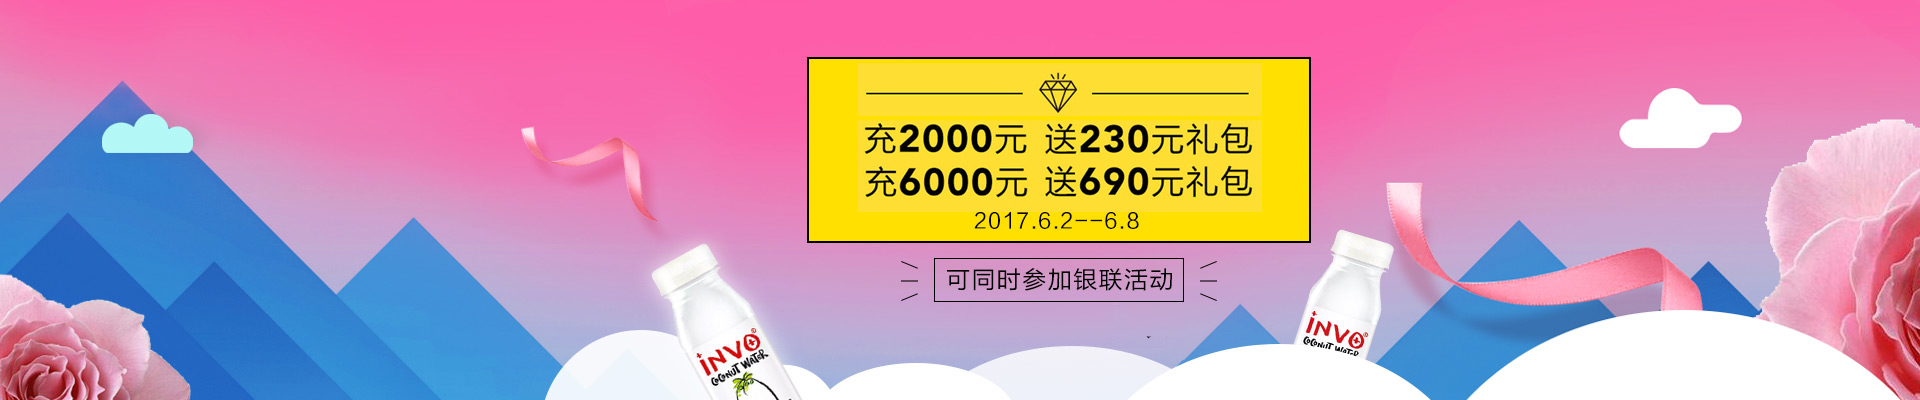 充2000元 送230元礼包
充6000元 送690元礼包
2017.6.2--6.8
可同时参加银联活动
INVO
COCONUT WATER
INVO
COCONUT WATER